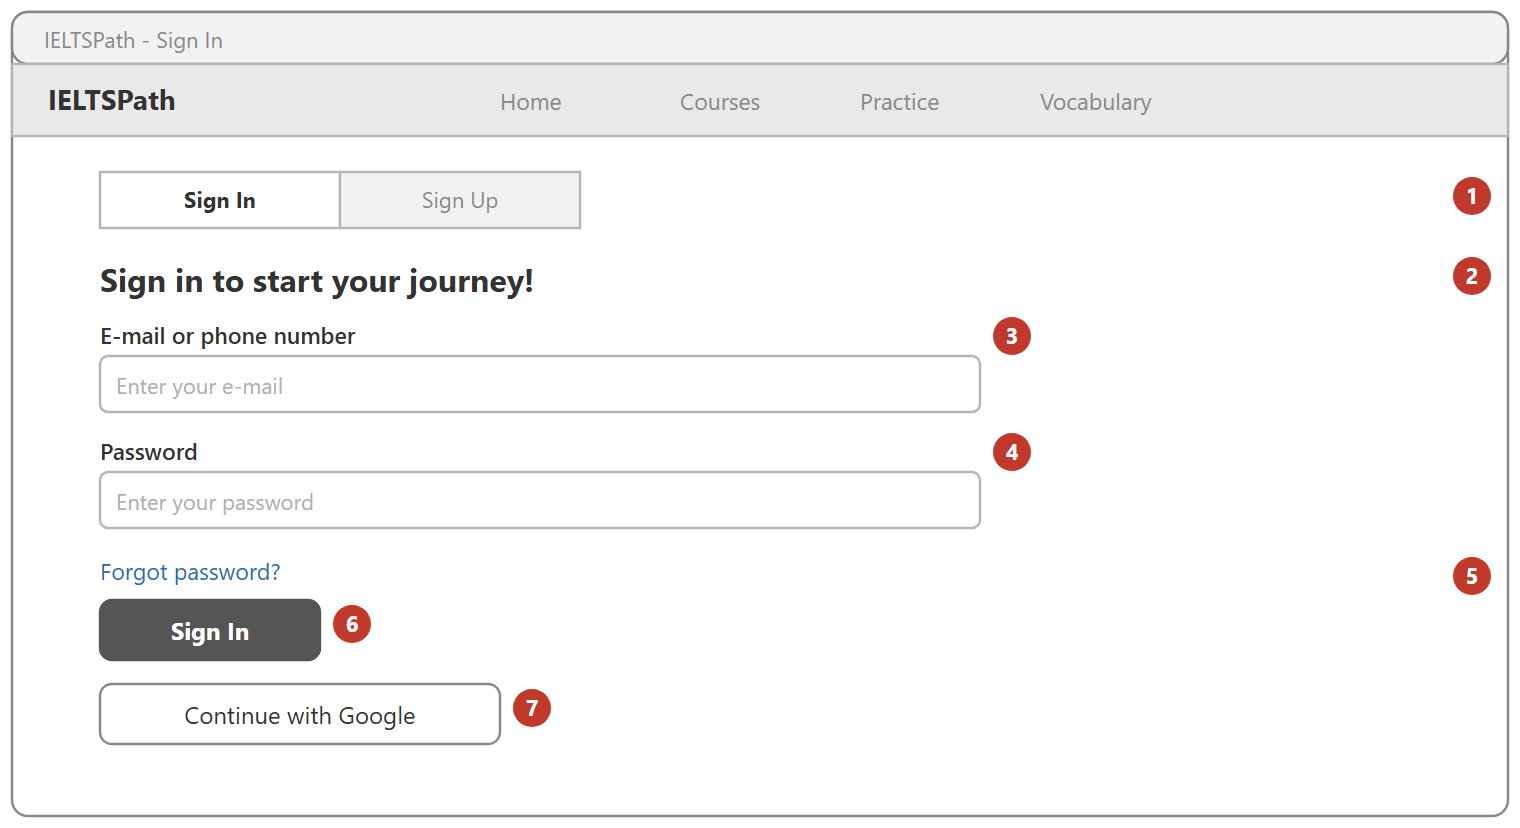 IELTSPath - Sign In
IELTSPath Home Courses Practice Vocabulary
Sign In Sign Up 1
Sign in to start your journey! 2
E-mail or phone number 3
Enter your e-mail
Password 4
Enter your password
Forgot password? 5
Sign In 6
Continue with Google 7